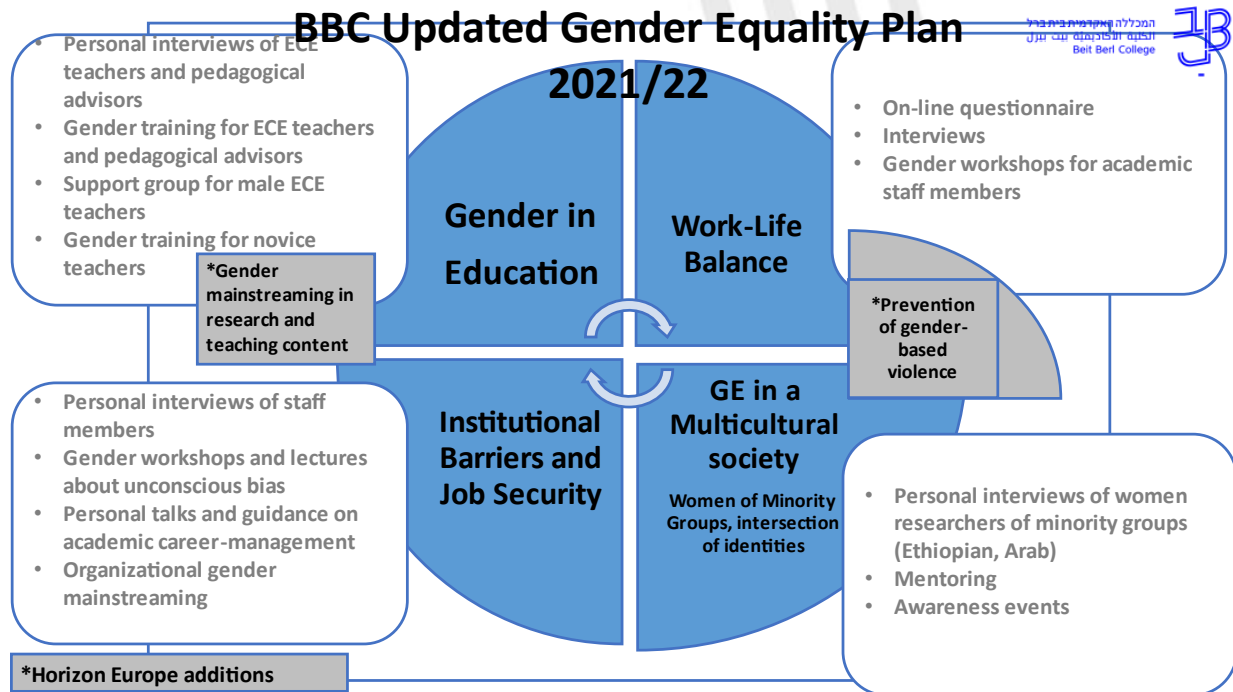 BBC Updated Gender Equality Plan
2021/22
המכללה האקדמית בית ברל
الكلية الأكاديمية بيت بيرل
Beit Berl College
• Personal interviews of ECE
teachers and pedagogical
advisors
• Gender training for ECE teachers
and pedagogical advisors
• Support group for male ECE
teachers
• Gender training for novice
teachers
*Gender
mainstreaming in
research and
teaching content
Gender in
Education
Work-Life
Balance
• On-line questionnaire
• Interviews
• Gender workshops for academic
staff members
*Prevention
of gender-
based
violence
• Personal interviews of staff
members
• Gender workshops and lectures
about unconscious bias
• Personal talks and guidance on
academic career-management
• Organizational gender
mainstreaming
Institutional
Barriers and
Job Security
GE in a
Multicultural
society
Women of Minority
Groups, intersection
of identities
• Personal interviews of women
researchers of minority groups
(Ethiopian, Arab)
• Mentoring
• Awareness events
*Horizon Europe additions